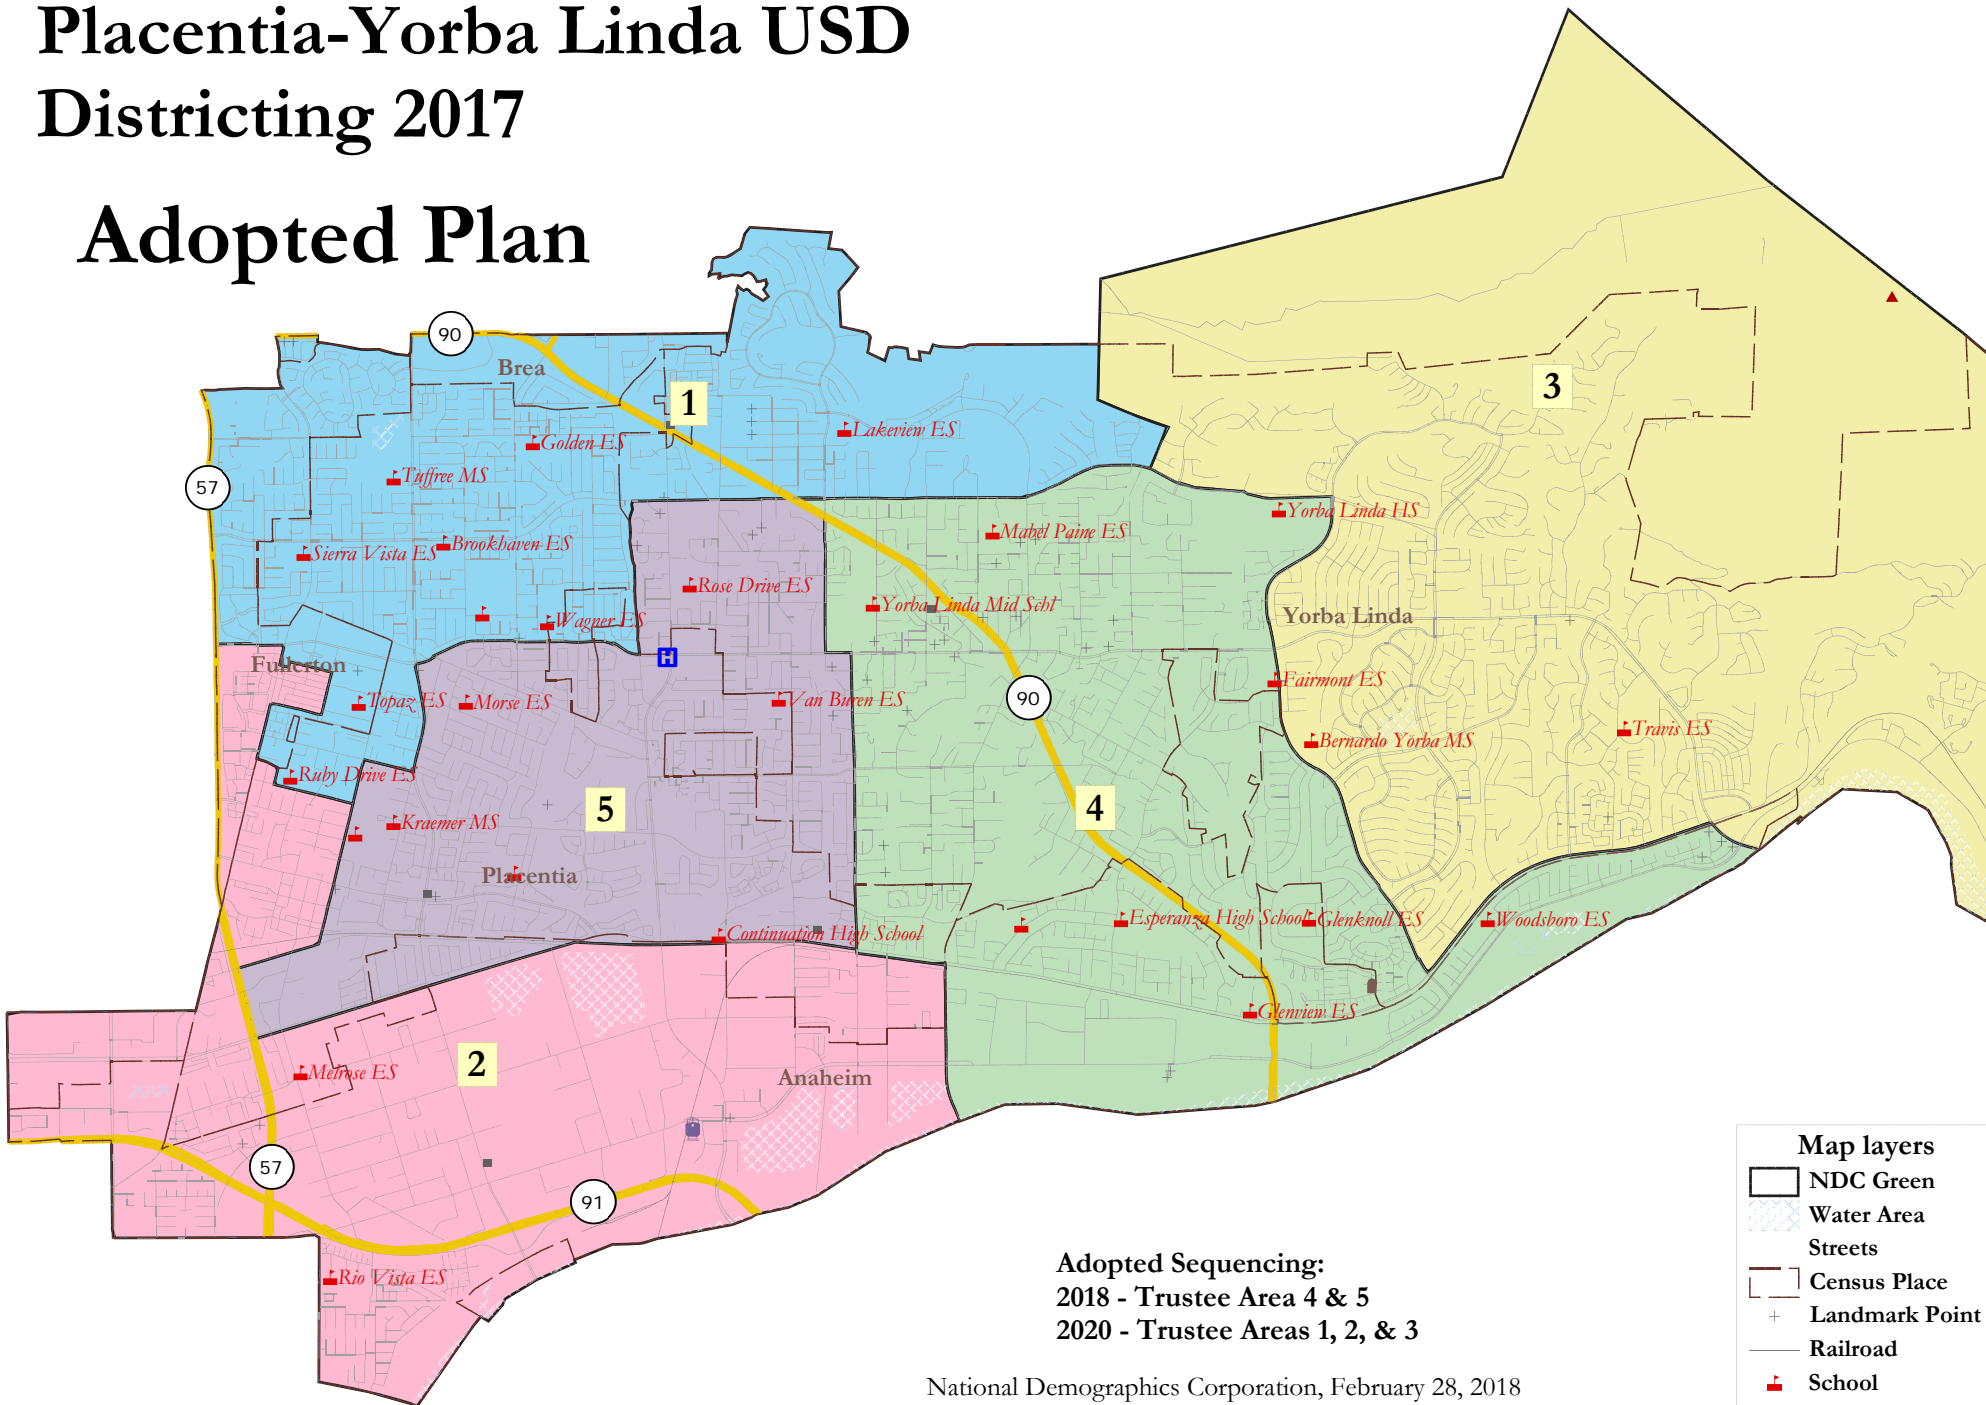 Placentia-Yorba Linda USD
Districting 2017
Adopted Plan
90
Brea
1
3
Lakeview ES
Golden ES
Tuffree MS
57
Yorba Linda HS
Mabel Paine ES
Brookhaven ES
Sierra Vista ES
Rose Drive ES
Yorba Linda Mid Schl
Wagner ES
Yorba Linda
Fullerton
H
Fairmont ES
Topaz ES
Morse ES
Van Buren ES
90
Travis ES
Bernardo Yorba MS
Ruby Drive ES
5
4
Kraemer MS
Placentia
Esperanza High School
Glenknoll ES
Woodsboro ES
Continuation High School
Glenview ES
2
Melrose ES
Anaheim
57
91
Rio Vista ES
Adopted Sequencing:
2018 - Trustee Area 4 & 5
2020 - Trustee Areas 1, 2, & 3
National Demographics Corporation, February 28, 2018
Map layers
NDC Green
Water Area
Streets
Census Place
Landmark Point
Railroad
School